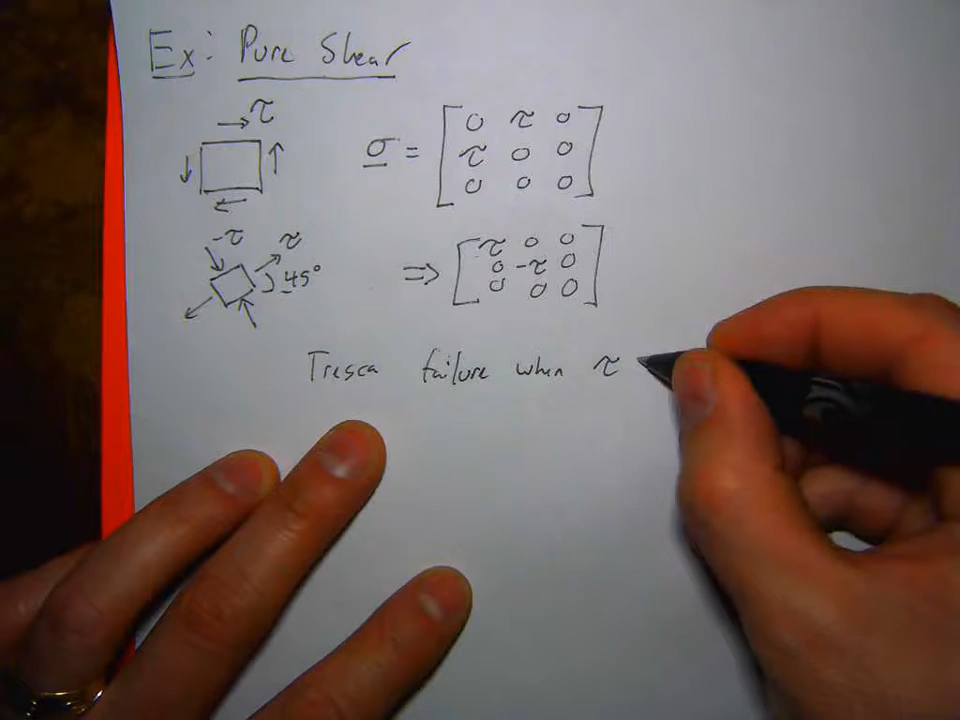 Ex: Pure Shear
τ
σ = [0 τ 0
τ 0 0
0 0 0]
-τ τ
45°
⇒ [τ 0 0
0 -τ 0
0 0 0]
Tresca failure when τ